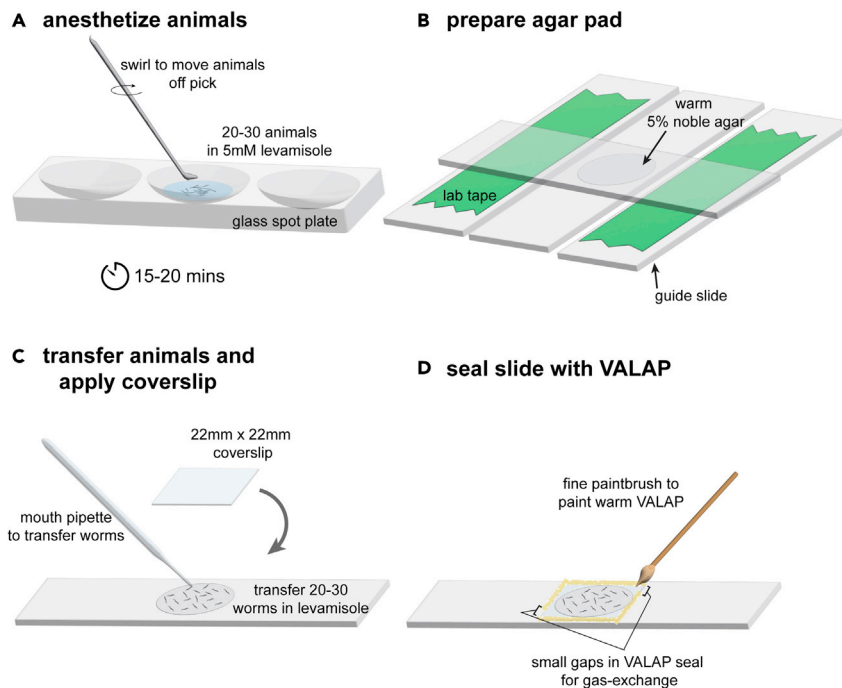 A anesthetize animals
swirl to move animals
off pick
20-30 animals
in 5mM levamisole
glass spot plate
15-20 mins
B prepare agar pad
warm
5% noble agar
lab tape
guide slide
C transfer animals and
apply coverslip
22mm x 22mm
coverslip
mouth pipette
to transfer worms
transfer 20-30
worms in levamisole
D seal slide with VALAP
fine paintbrush to
paint warm VALAP
small gaps in VALAP seal
for gas-exchange